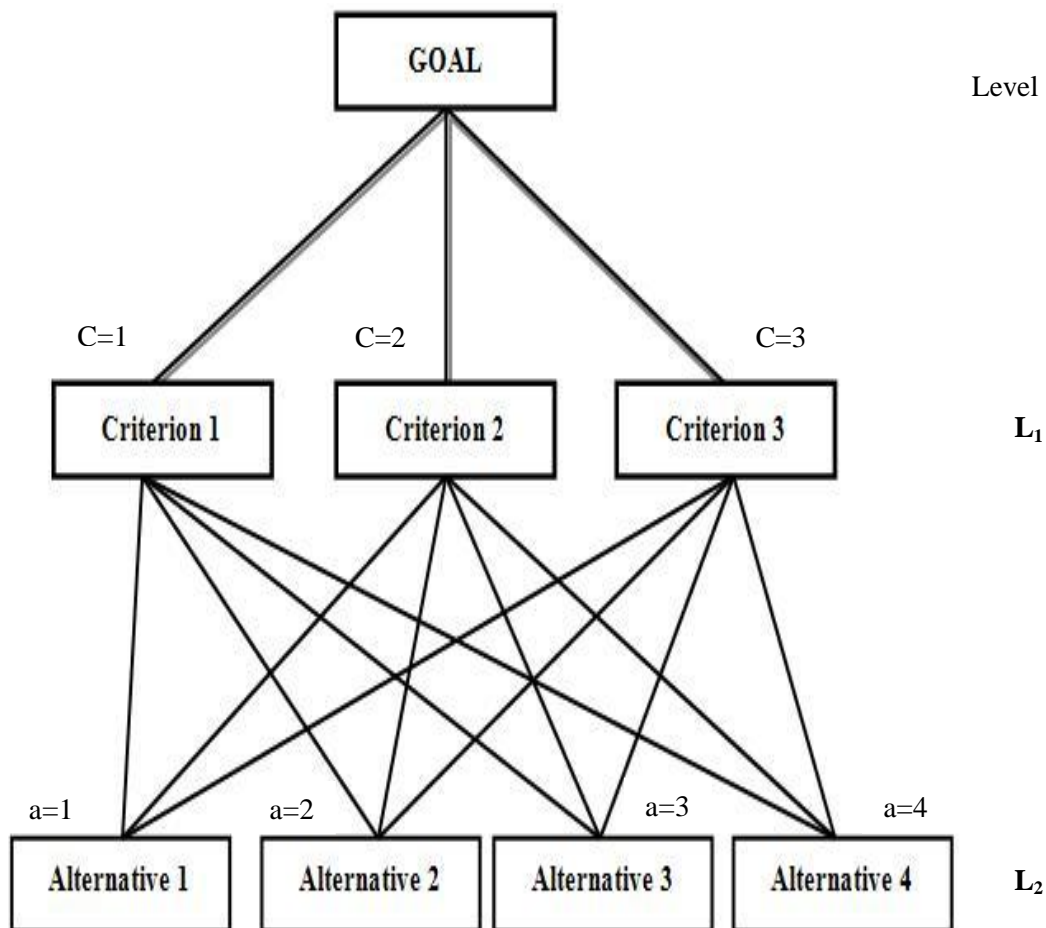 GOAL
Level
C=1
C=2
C=3
Criterion 1
Criterion 2
Criterion 3
L₁
a=1
a=2
a=3
a=4
Alternative 1
Alternative 2
Alternative 3
Alternative 4
L₂